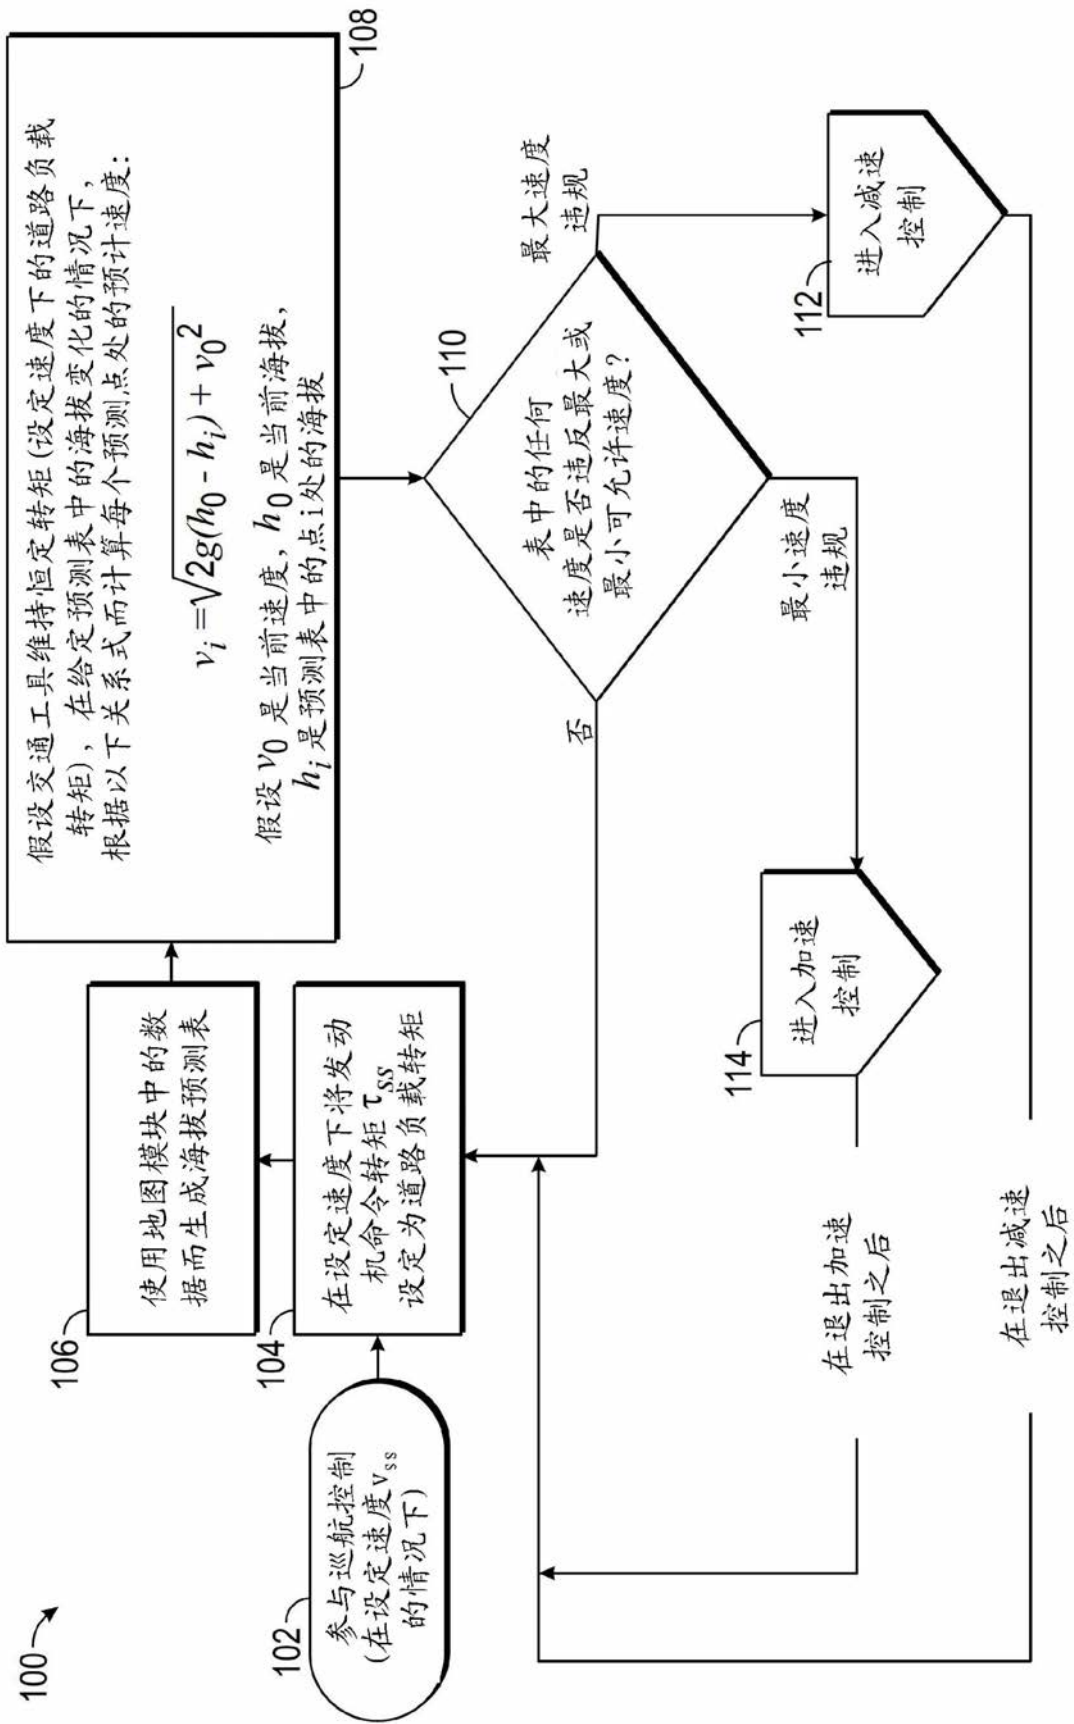 100
102
参与巡航控制
(在设定速度Vss
的情况下)
104
在设定速度下将发动
机命令转矩 τss
设定为道路负载转矩
106
使用地图模块中的数
据而生成海拔预测表
108
假设交通工具维持恒定转矩(设定速度下的道路负载
转矩)，在给定预测表中的海拔变化的情况下，
根据以下关系式而计算每个预测点处的预计速度：
vi = √2g(h0 - hi) + v0²
假设v0是当前速度，h0是当前海拔，
hi是预测表中的点i处的海拔
110
表中的任何
速度是否违反最大或
最小可允许速度?
否
最大速度
违规
最小速度
违规
112
进入减速
控制
114
进入加速
控制
在退出加速
控制之后
在退出减速
控制之后